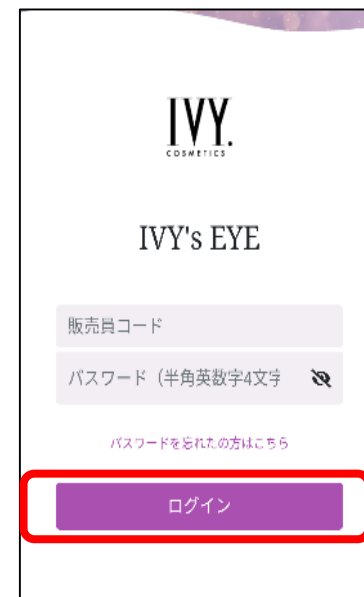 IVY.
COSMETICS
IVY's EYE
販売員コード
パスワード（半角英数字4文字
パスワードを忘れたの方はこちら
ログイン